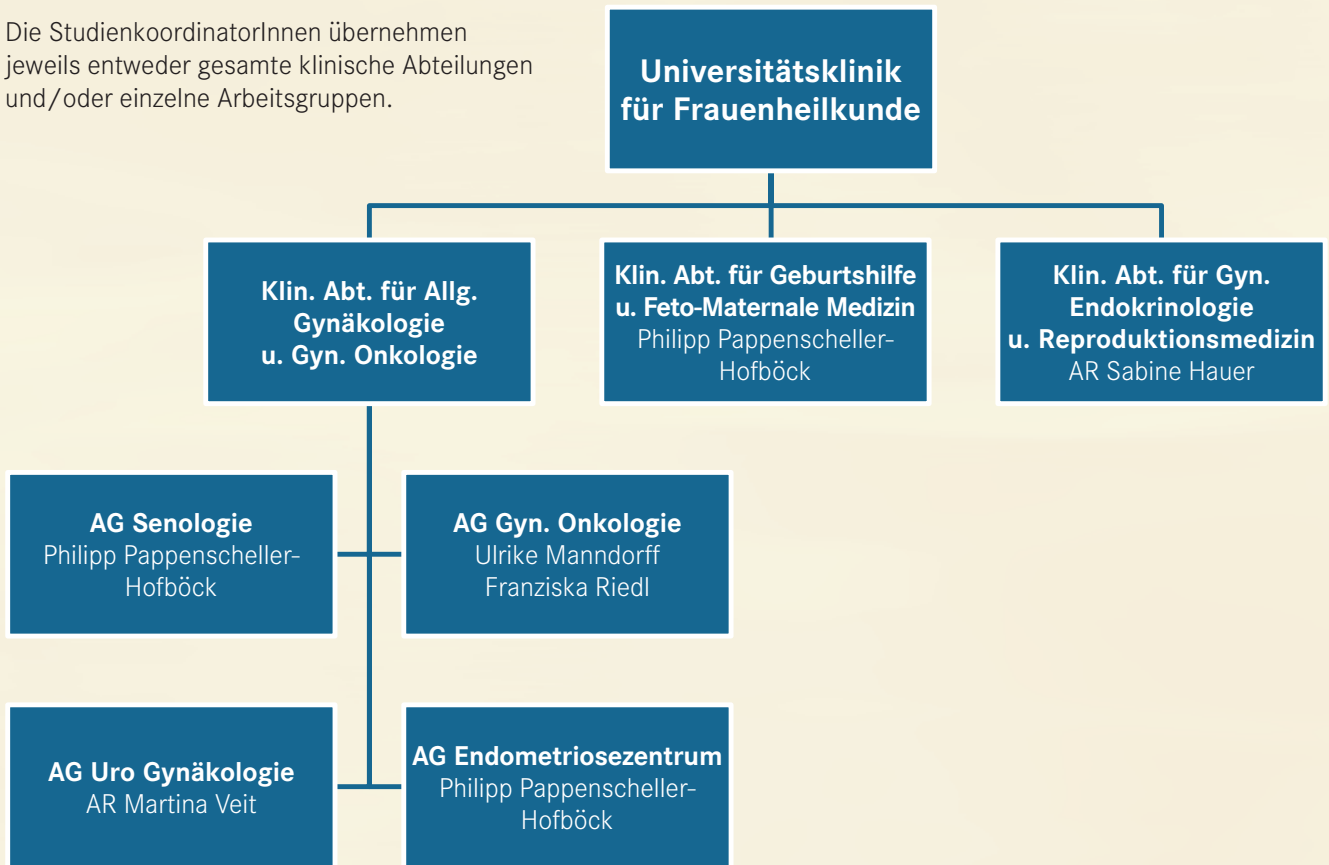 Die StudienkoordinatorInnen übernehmen
jeweils entweder gesamte klinische Abteilungen
und/oder einzelne Arbeitsgruppen.
Universitätsklinik
für Frauenheilkunde
Klin. Abt. für Allg.
Gynäkologie
u. Gyn. Onkologie
Klin. Abt. für Geburtshilfe
u. Feto-Maternale Medizin
Philipp Pappenscheller-
Hofböck
Klin. Abt. für Gyn.
Endokrinologie
u. Reproduktionsmedizin
AR Sabine Hauer
AG Senologie
Philipp Pappenscheller-
Hofböck
AG Gyn. Onkologie
Ulrike Manndorff
Franziska Riedl
AG Uro Gynäkologie
AR Martina Veit
AG Endometriosezentrum
Philipp Pappenscheller-
Hofböck